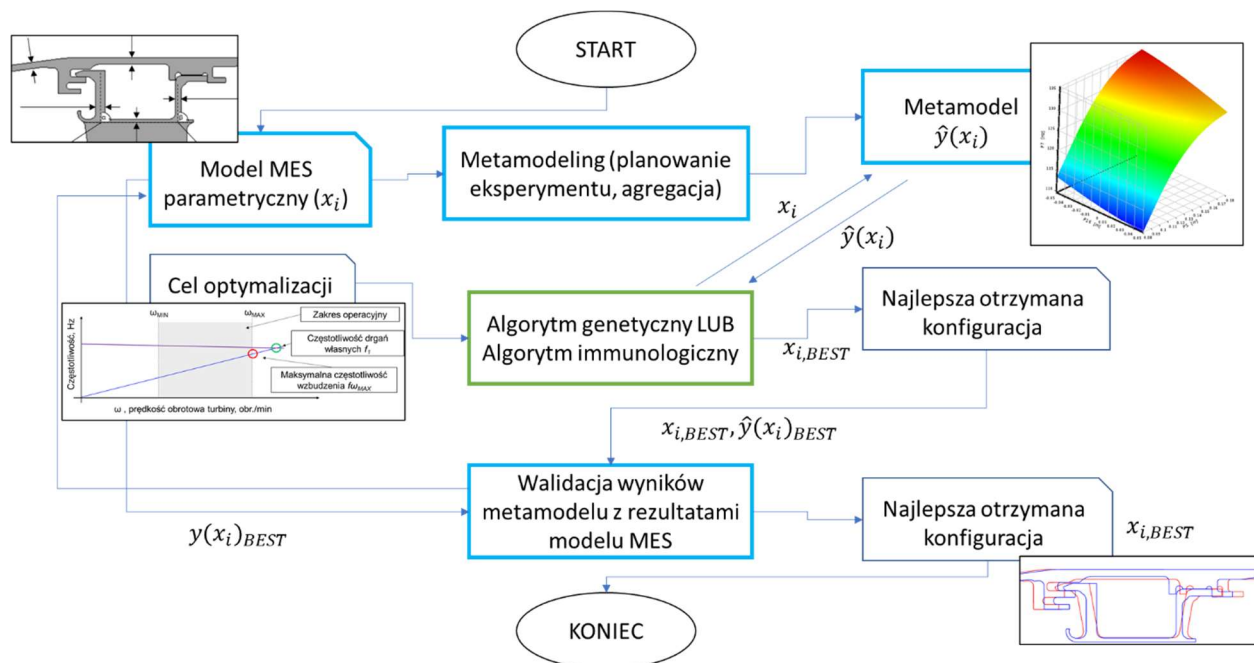 START
Model MES
parametryczny (𝑥𝑖)
Metamodeling (planowanie
eksperymentu, agregacja)
Metamodel
ŷ(𝑥𝑖)
𝑥𝑖
ŷ(𝑥𝑖)
Cel optymalizacji
ωMIN
ωMAX
Zakres operacyjny
Częstotliwość drgań
własnych f₁
Maksymalna częstotliwość
wzbudzenia fωMAX
Częstotliwość, Hz
ω , prędkość obrotowa turbiny, obr./min
Algorytm genetyczny LUB
Algorytm immunologiczny
𝑥𝑖,BEST
Najlepsza otrzymana
konfiguracja
𝑥𝑖,BEST, ŷ(𝑥𝑖)BEST
Walidacja wyników
metamodelu z rezultatami
modelu MES
y(𝑥𝑖)BEST
Najlepsza otrzymana
konfiguracja
𝑥𝑖,BEST
KONIEC